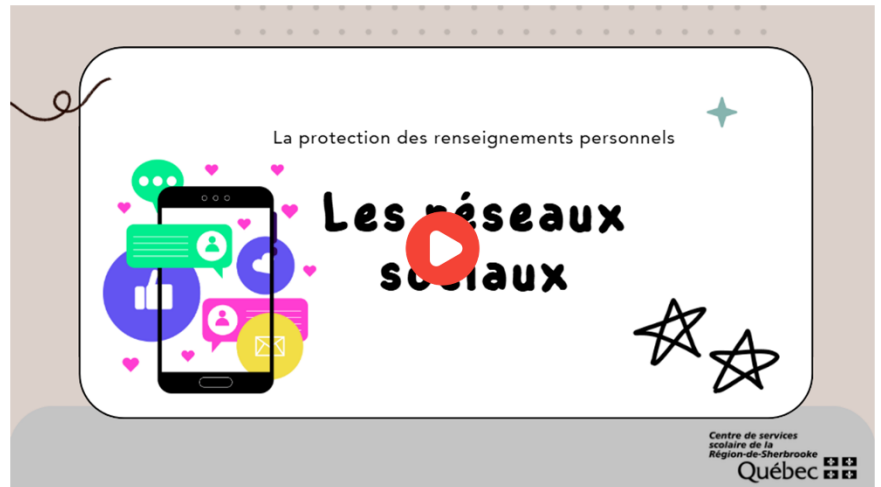 La protection des renseignements personnels
Les réseaux
sociaux
Centre de services
scolaire de la
Région-de-Sherbrooke
Québec